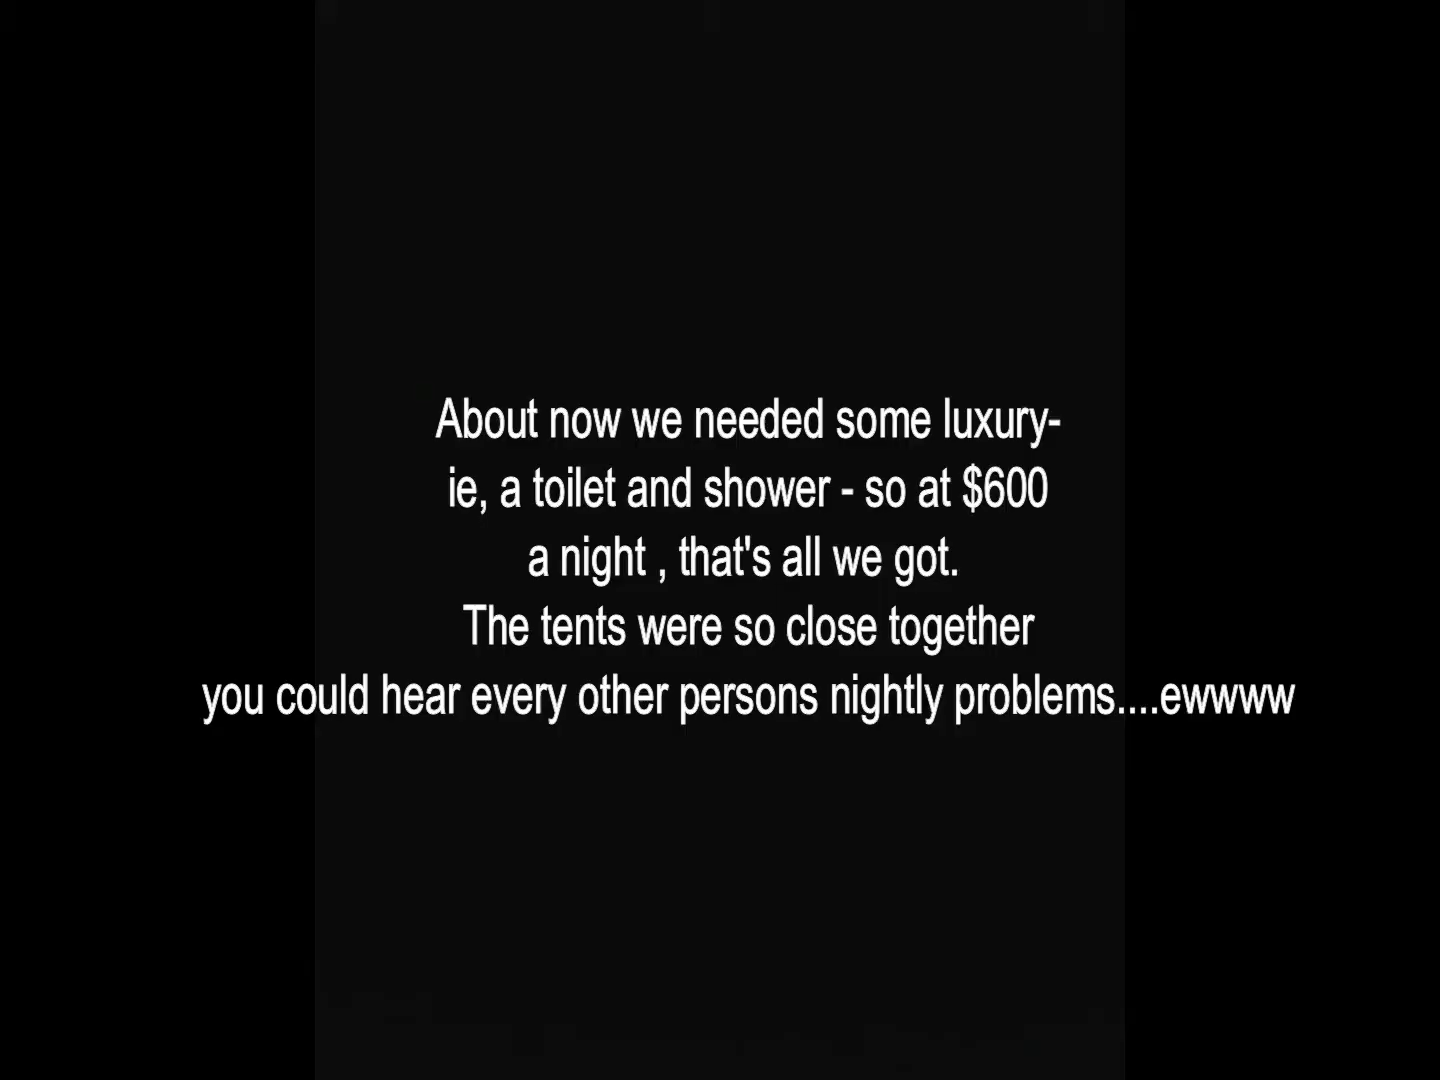 About now we needed some luxury-
ie, a toilet and shower - so at $600
a night , that's all we got.
The tents were so close together
you could hear every other persons nightly problems....ewwww